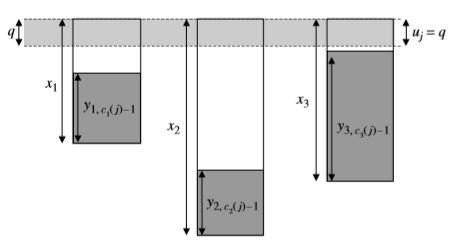 q
u_j = q
x_1
y_{1, c_1(j)–1}
x_2
y_{2, c_2(j)–1}
x_3
y_{3, c_3(j)–1}